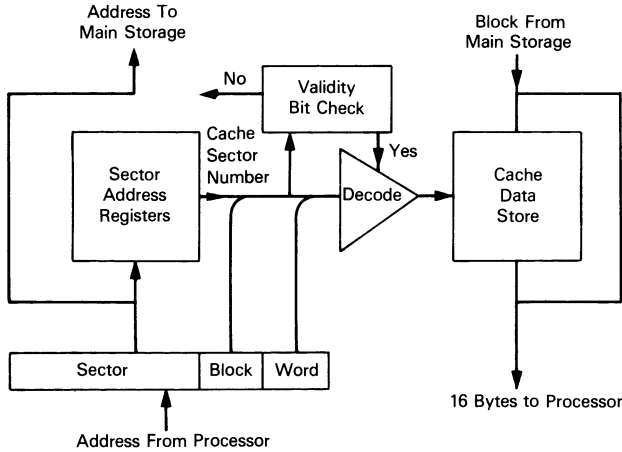 Address To
Main Storage
Block From
Main Storage
No
Validity
Bit Check
Yes
Cache
Sector
Number
Sector
Address
Registers
Decode
Cache
Data
Store
Sector
Block
Word
16 Bytes to Processor
Address From Processor